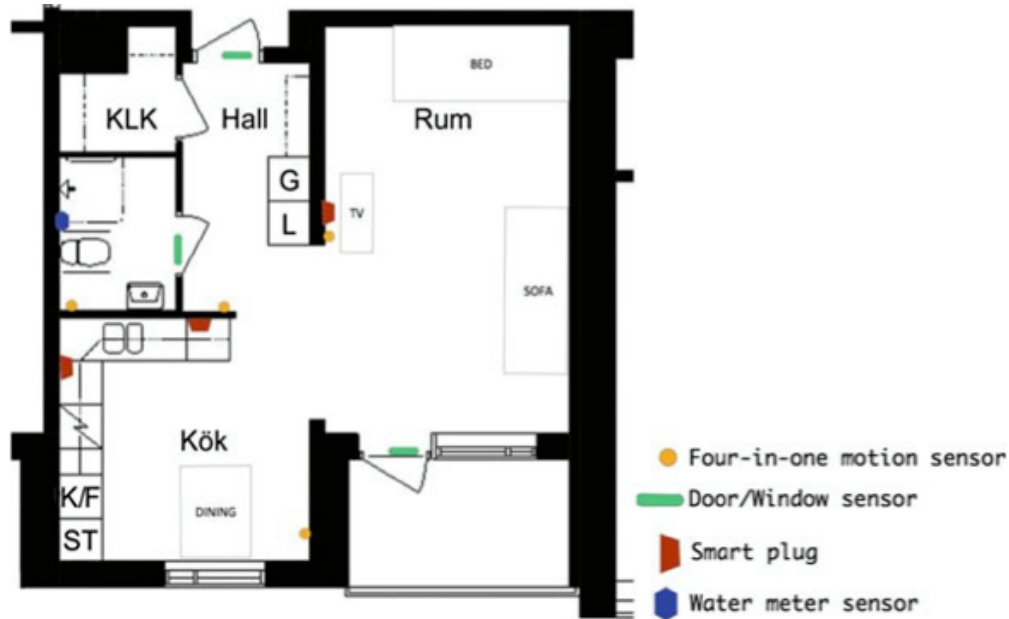 BED
KLK
Hall
Rum
G
TV
L
SOFA
Kök
K/F
DINING
ST
Four-in-one motion sensor
Door/Window sensor
Smart plug
Water meter sensor